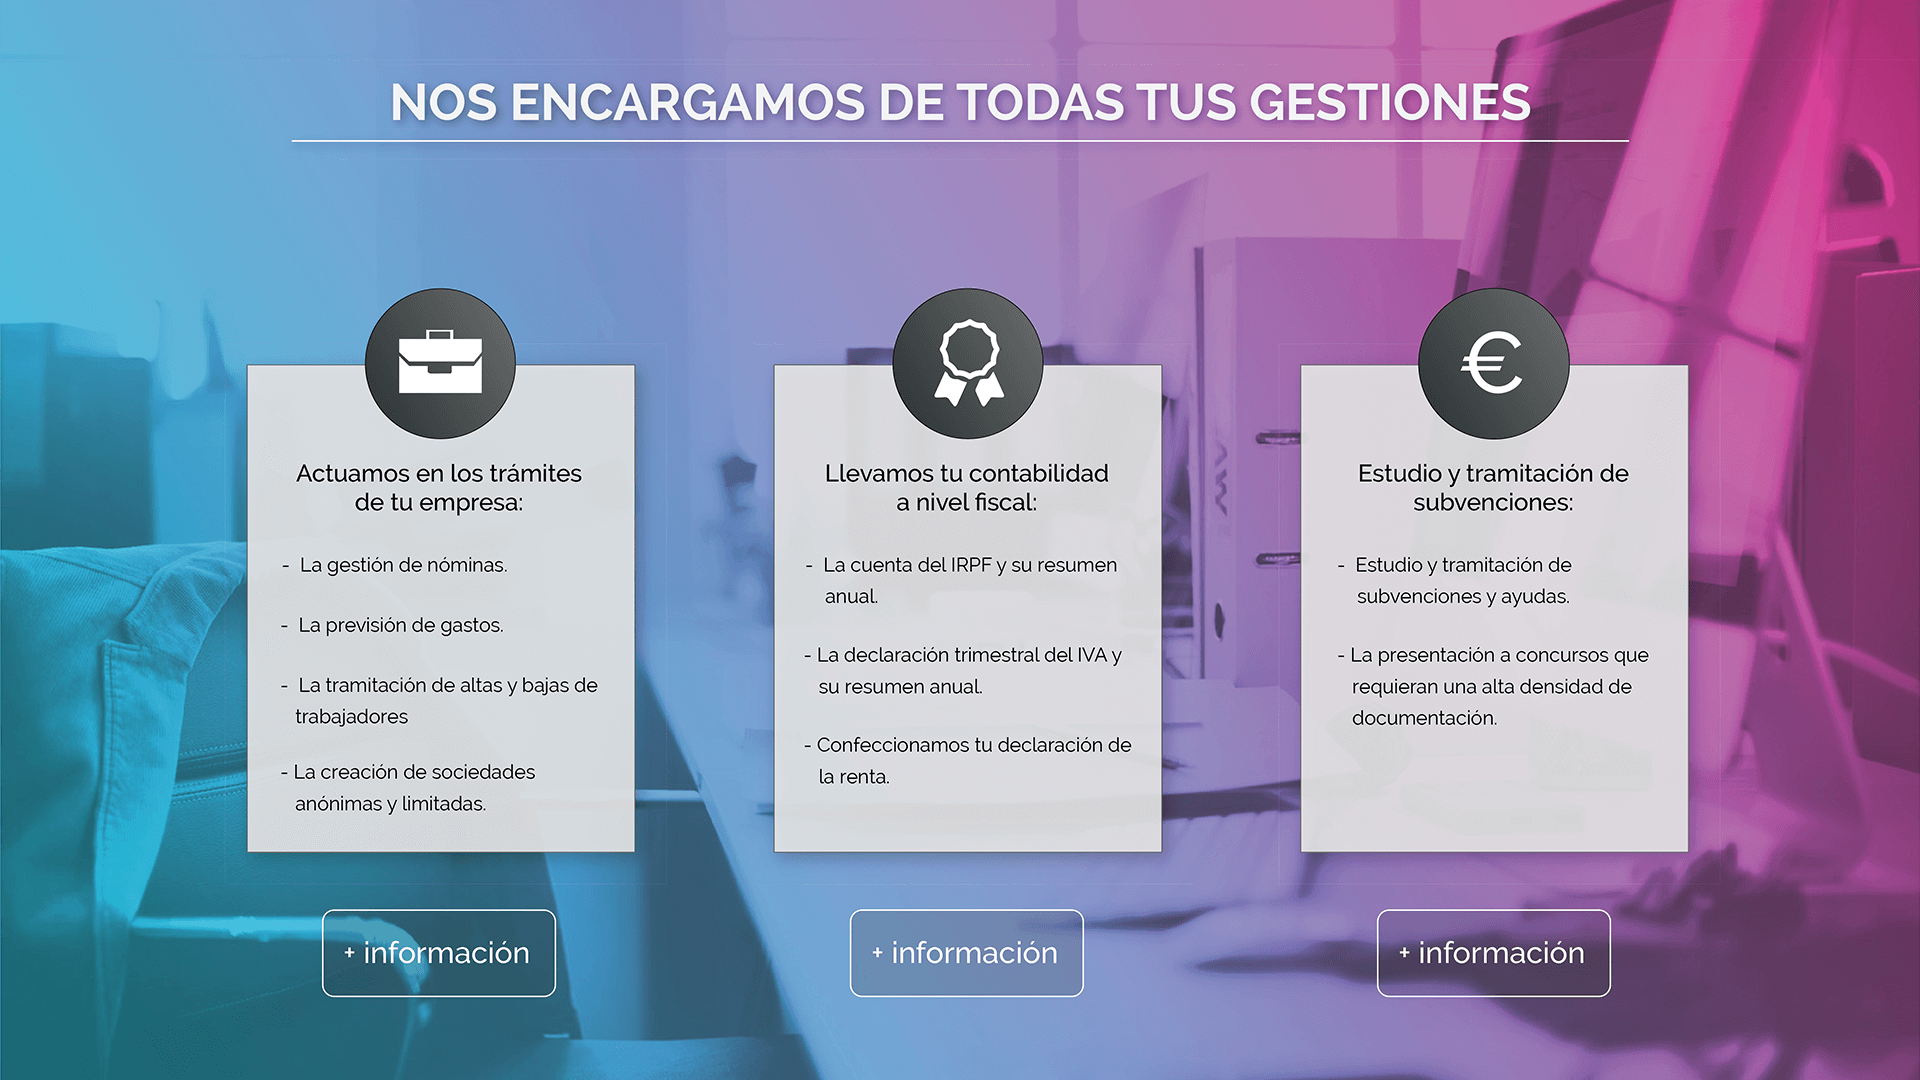 NOS ENCARGAMOS DE TODAS TUS GESTIONES
Actuamos en los trámites
de tu empresa:
- La gestión de nóminas.
- La previsión de gastos.
- La tramitación de altas y bajas de
trabajadores
- La creación de sociedades
anónimas y limitadas.
+ información
Llevamos tu contabilidad
a nivel fiscal:
- La cuenta del IRPF y su resumen
anual.
- La declaración trimestral del IVA y
su resumen anual.
- Confeccionamos tu declaración de
la renta.
+ información
€
Estudio y tramitación de
subvenciones:
- Estudio y tramitación de
subvenciones y ayudas.
- La presentación a concursos que
requieran una alta densidad de
documentación.
+ información